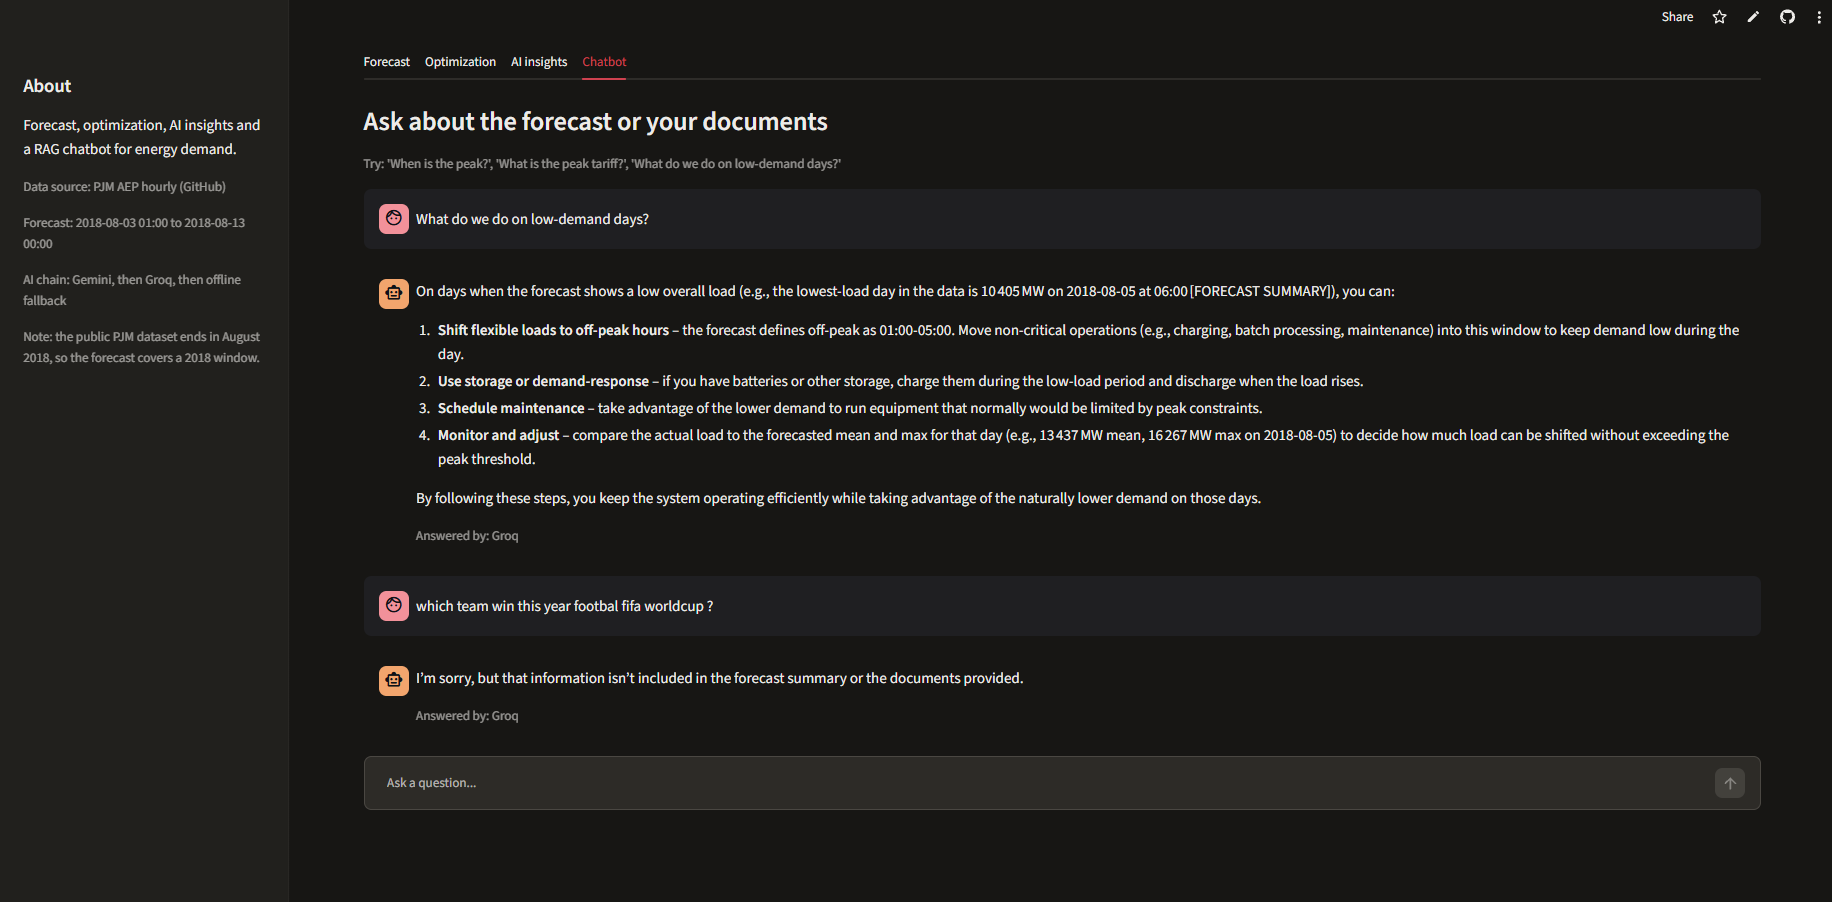 Share
About
Forecast, optimization, AI insights and
a RAG chatbot for energy demand.
Data source: PJM AEP hourly (GitHub)
Forecast: 2018-08-03 01:00 to 2018-08-13
00:00
AI chain: Gemini, then Groq, then offline
fallback
Note: the public PJM dataset ends in August
2018, so the forecast covers a 2018 window.
Forecast Optimization AI insights Chatbot
Ask about the forecast or your documents
Try: 'When is the peak?', 'What is the peak tariff?', 'What do we do on low-demand days?'
What do we do on low-demand days?
On days when the forecast shows a low overall load (e.g., the lowest-load day in the data is 10 405 MW on 2018-08-05 at 06:00 [FORECAST SUMMARY]), you can:
1. Shift flexible loads to off-peak hours – the forecast defines off-peak as 01:00-05:00. Move non-critical operations (e.g., charging, batch processing, maintenance) into this window to keep demand low during the
day.
2. Use storage or demand-response – if you have batteries or other storage, charge them during the low-load period and discharge when the load rises.
3. Schedule maintenance – take advantage of the lower demand to run equipment that normally would be limited by peak constraints.
4. Monitor and adjust – compare the actual load to the forecasted mean and max for that day (e.g., 13 437 MW mean, 16 267 MW max on 2018-08-05) to decide how much load can be shifted without exceeding the
peak threshold.
By following these steps, you keep the system operating efficiently while taking advantage of the naturally lower demand on those days.
Answered by: Groq
which team win this year footbal fifa worldcup ?
I’m sorry, but that information isn’t included in the forecast summary or the documents provided.
Answered by: Groq
Ask a question...